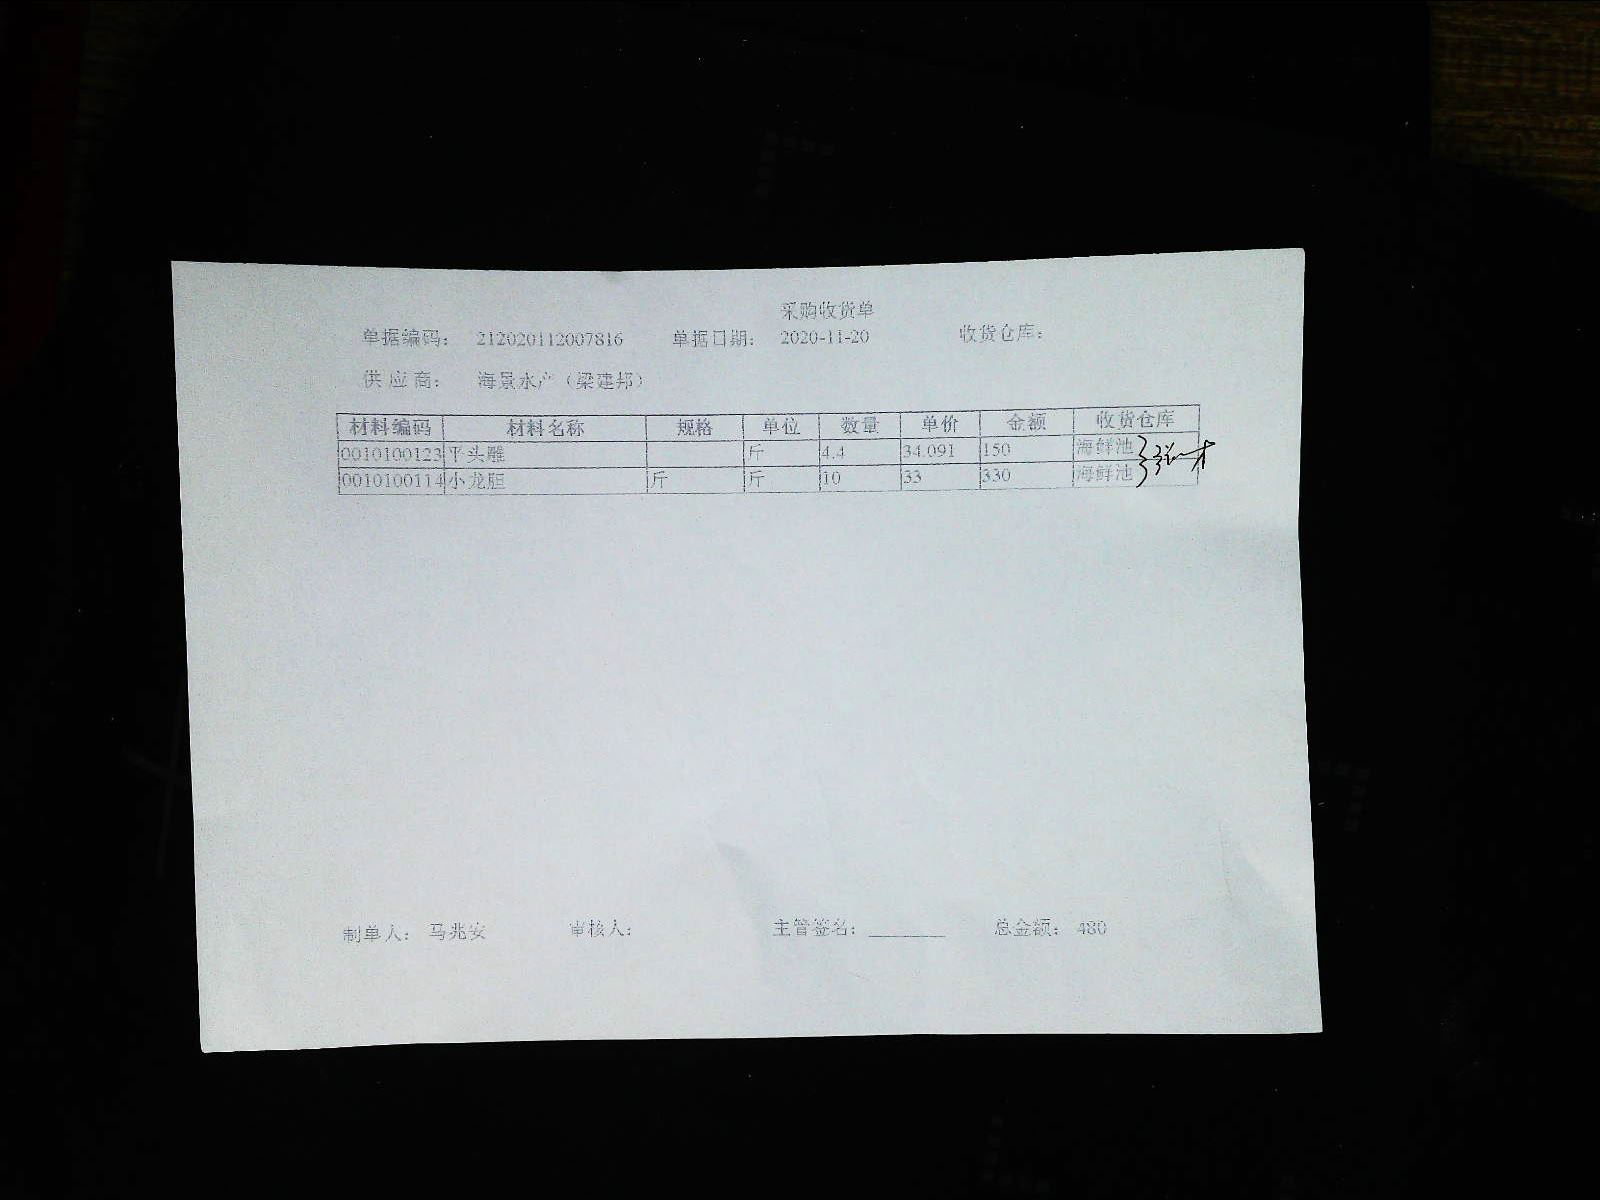 采购收货单
单据编码： 212020112007816 单据日期： 2020-11-20 收货仓库：
供 应 商： 海景水产（梁建邦）
材料编码 材料名称 规格 单位 数量 单价 金额 收货仓库
0010100123 平头雕 斤 4.4 34.091 150 海鲜池
0010100114 小龙胆 斤 斤 10 33 330 海鲜池
制单人： 马兆安 审核人： 主管签名：________ 总金额： 480